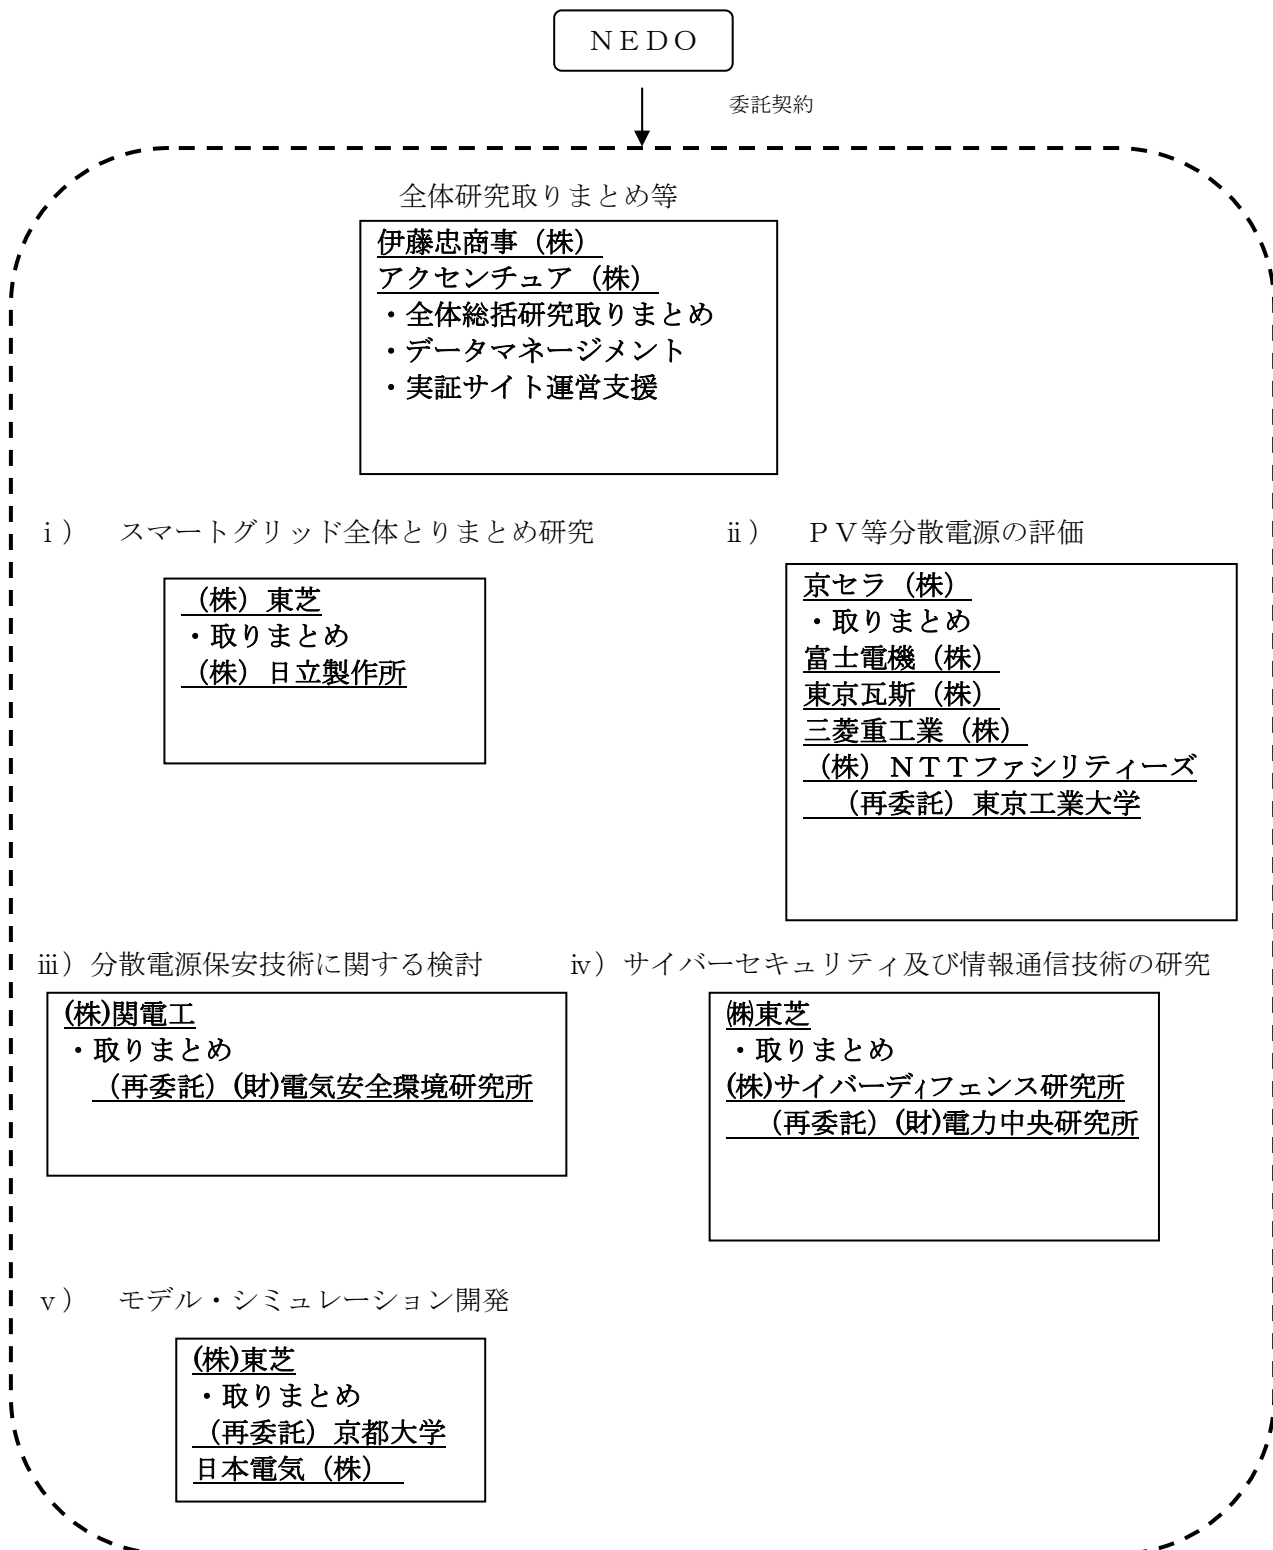 ＮＥＤＯ
委託契約
全体研究取りまとめ等
伊藤忠商事（株）
アクセンチュア（株）
・全体総括研究取りまとめ
・データマネージメント
・実証サイト運営支援
ⅰ）　スマートグリッド全体とりまとめ研究
（株）東芝
・取りまとめ
（株）日立製作所
ⅱ）　ＰＶ等分散電源の評価
京セラ（株）
・取りまとめ
富士電機（株）
東京瓦斯（株）
三菱重工業（株）
（株）ＮＴＴファシリティーズ
（再委託）東京工業大学
ⅲ）分散電源保安技術に関する検討
(株)関電工
・取りまとめ
（再委託）(財)電気安全環境研究所
ⅳ）サイバーセキュリティ及び情報通信技術の研究
㈱東芝
・取りまとめ
(株)サイバーディフェンス研究所
（再委託）(財)電力中央研究所
ⅴ）　モデル・シミュレーション開発
(株)東芝
・取りまとめ
（再委託）京都大学
日本電気（株）